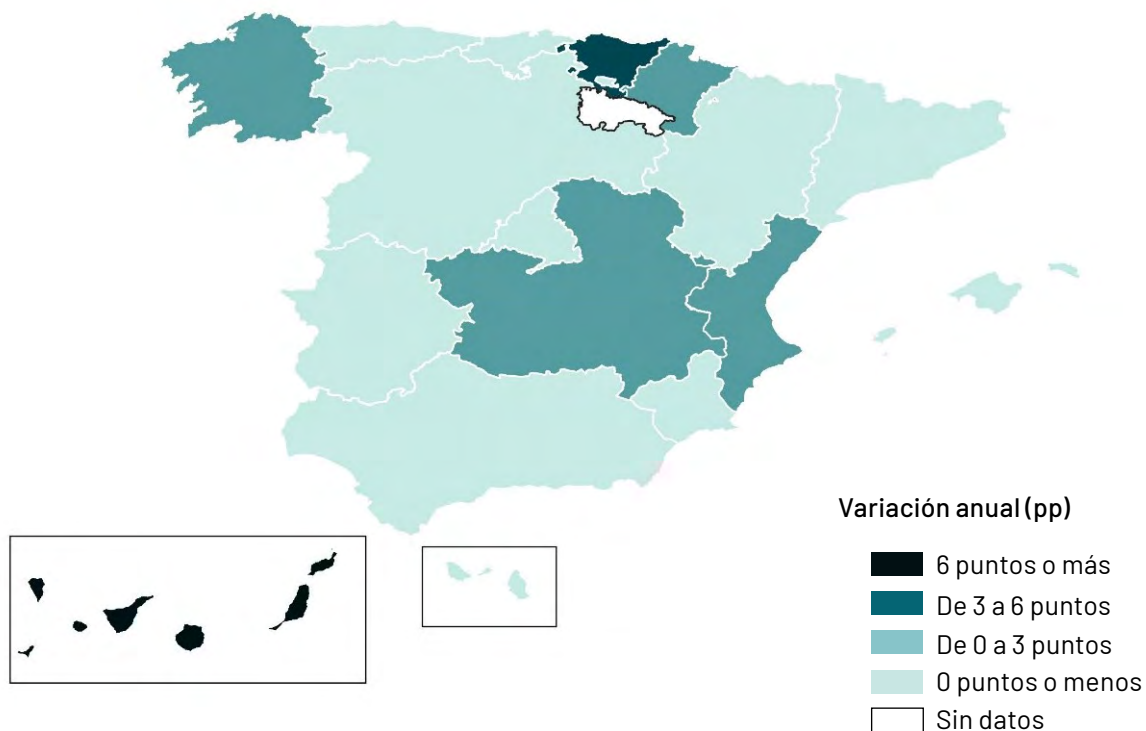 Variación anual (pp)
6 puntos o más
De 3 a 6 puntos
De 0 a 3 puntos
0 puntos o menos
Sin datos